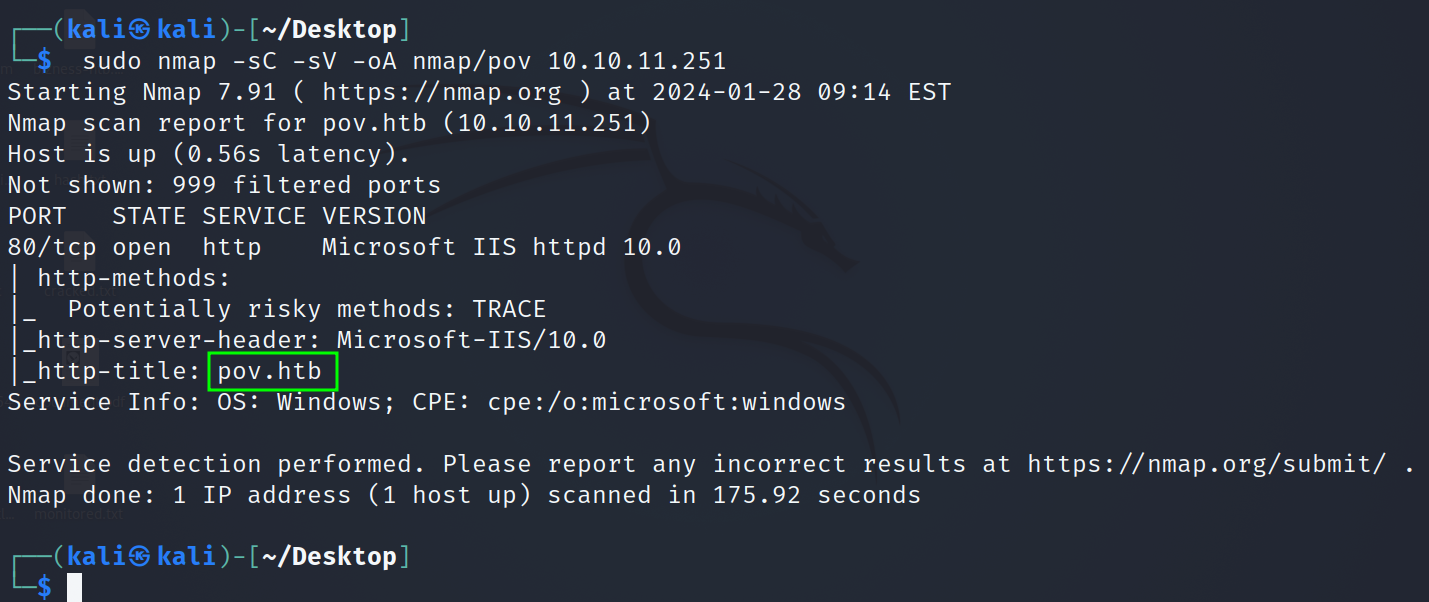 ┌──(kali㉿kali)-[~/Desktop]
└─$ sudo nmap -sC -sV -oA nmap/pov 10.10.11.251
Starting Nmap 7.91 ( https://nmap.org ) at 2024-01-28 09:14 EST
Nmap scan report for pov.htb (10.10.11.251)
Host is up (0.56s latency).
Not shown: 999 filtered ports
PORT   STATE SERVICE VERSION
80/tcp open  http    Microsoft IIS httpd 10.0
| http-methods:
|_  Potentially risky methods: TRACE
|_http-server-header: Microsoft-IIS/10.0
|_http-title: pov.htb
Service Info: OS: Windows; CPE: cpe:/o:microsoft:windows

Service detection performed. Please report any incorrect results at https://nmap.org/submit/ .
Nmap done: 1 IP address (1 host up) scanned in 175.92 seconds
monitored.txt

┌──(kali㉿kali)-[~/Desktop]
└─$